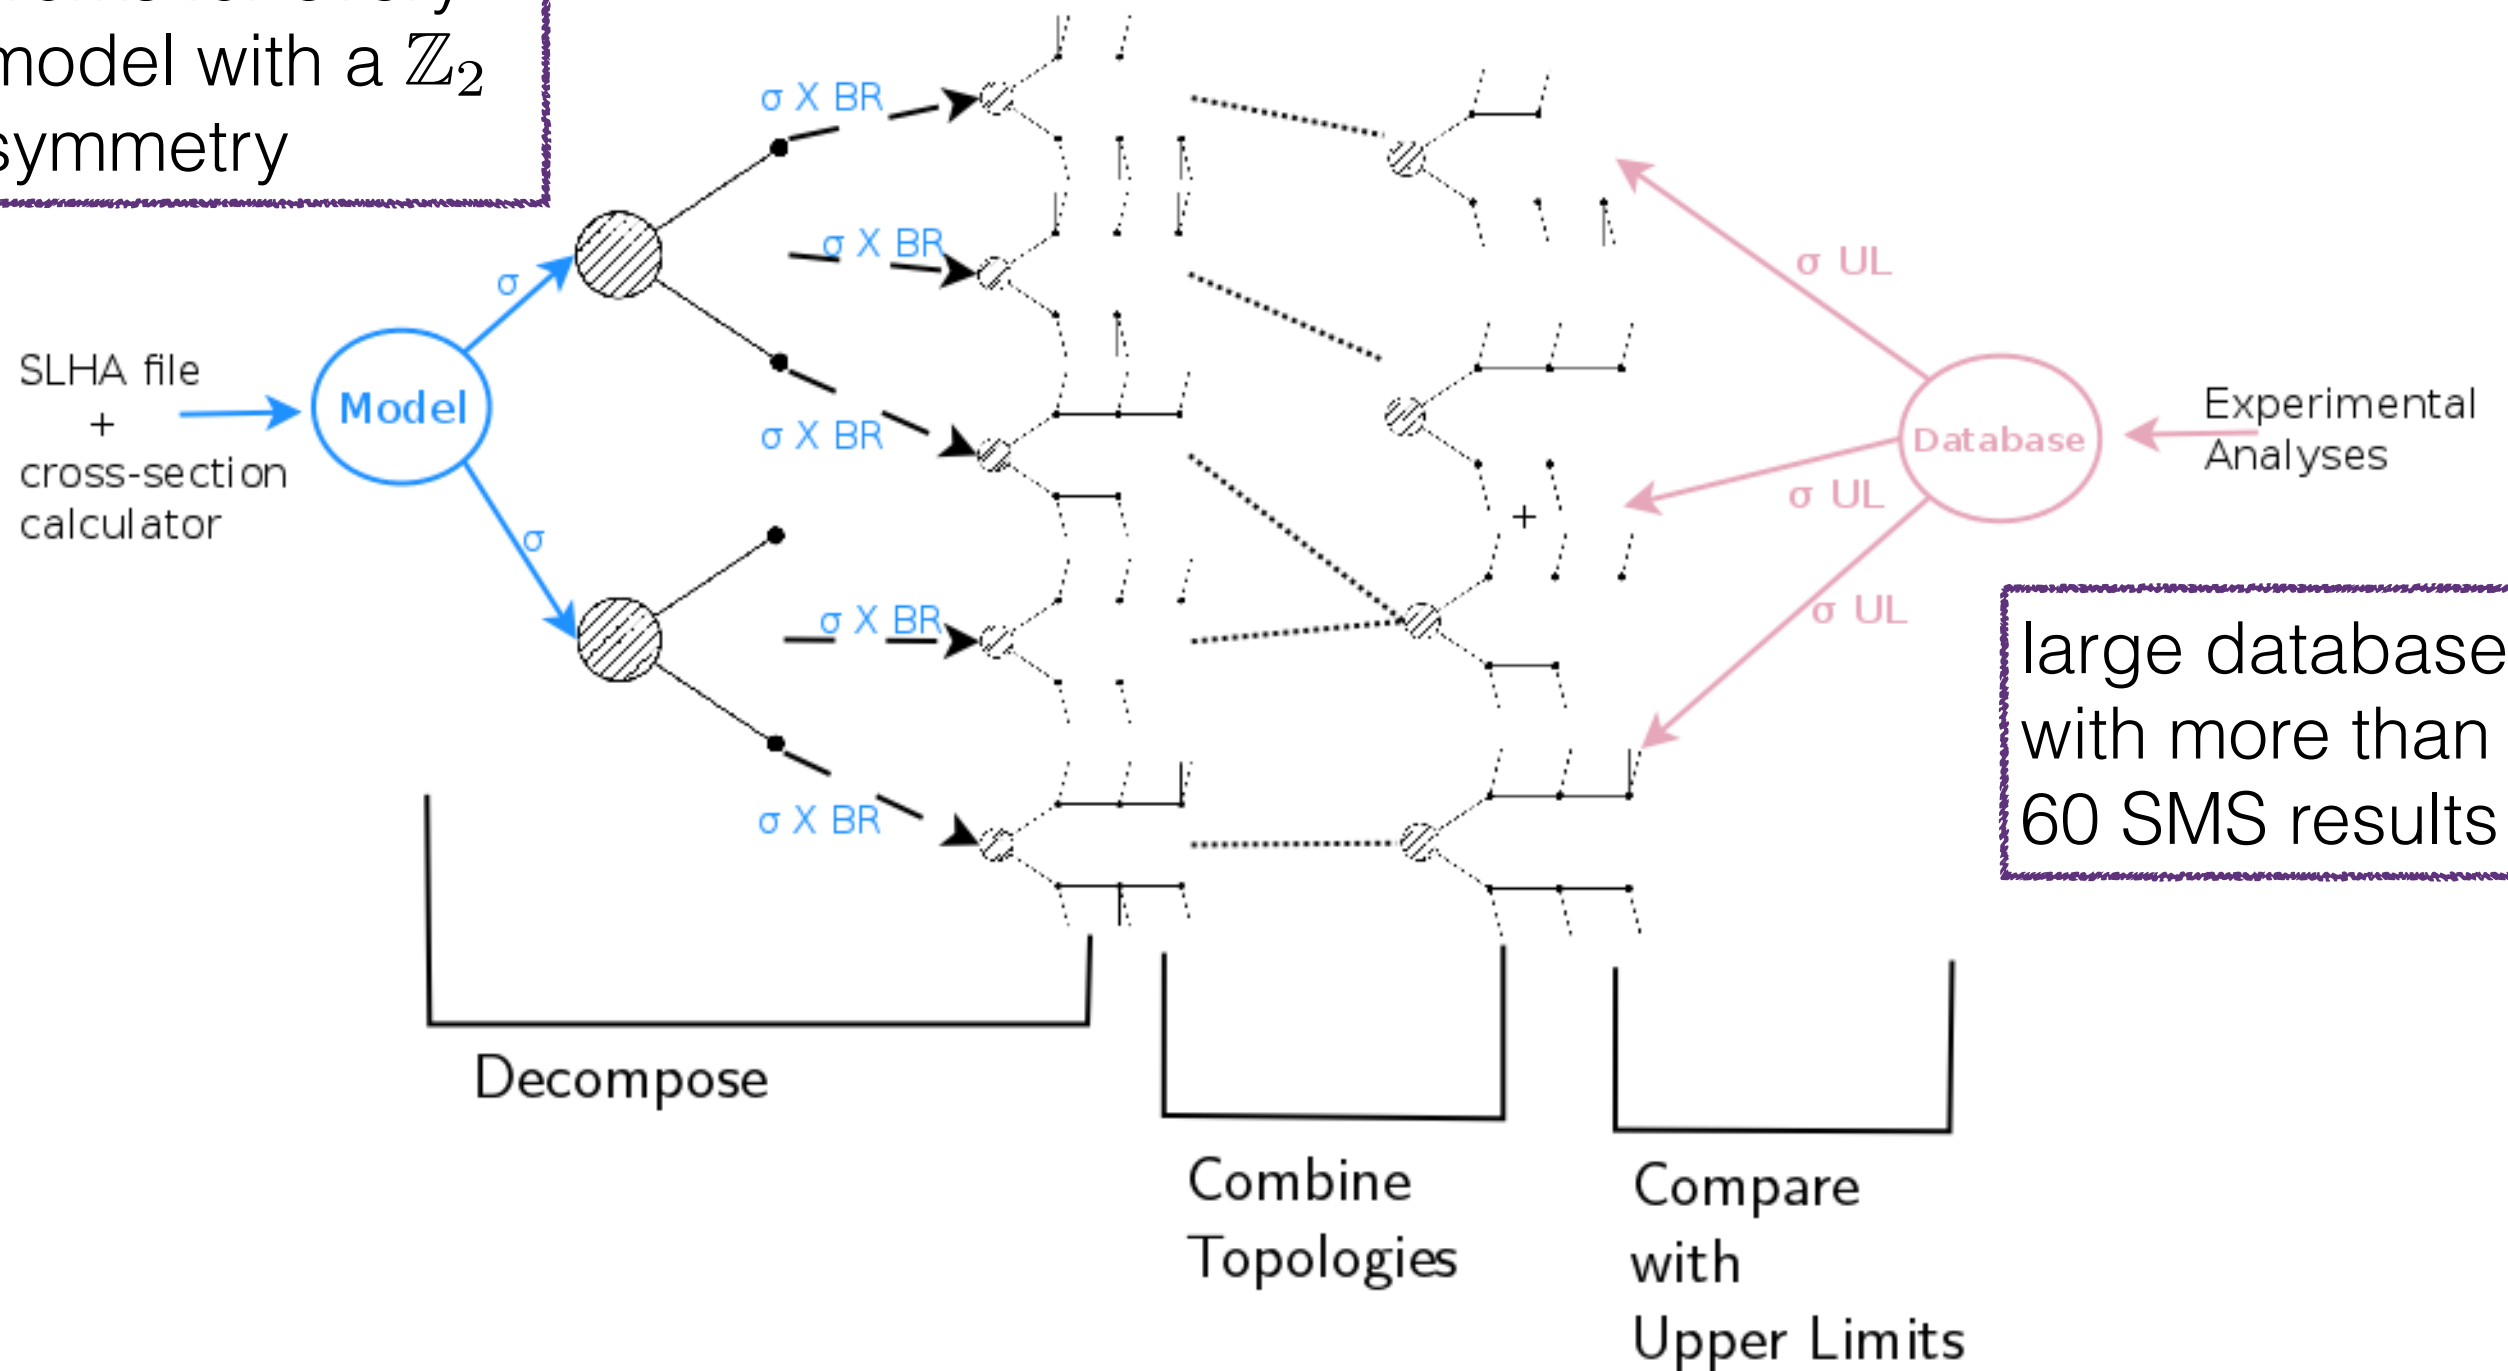 model with a ℤ₂
symmetry
σ X BR
σ X BR
σ
σ UL
SLHA file
+
cross-section
calculator
Model
σ X BR
Database
Experimental
Analyses
σ UL
+
σ
σ X BR
σ UL
large database
with more than
60 SMS results
σ X BR
Decompose
Combine
Topologies
Compare
with
Upper Limits